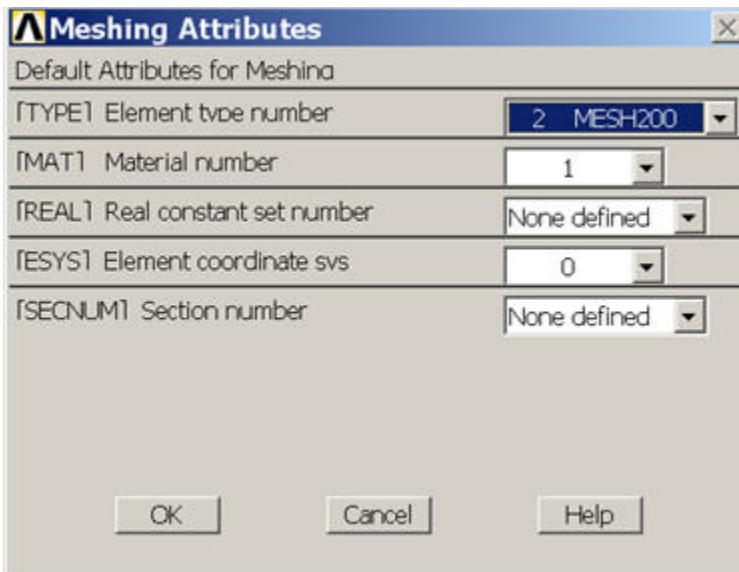 Meshing Attributes
Default Attributes for Meshing
[TYPE] Element type number 2 MESH200
[MAT] Material number 1
[REAL] Real constant set number None defined
[ESYS] Element coordinate sys 0
[SECNUM] Section number None defined
OK Cancel Help